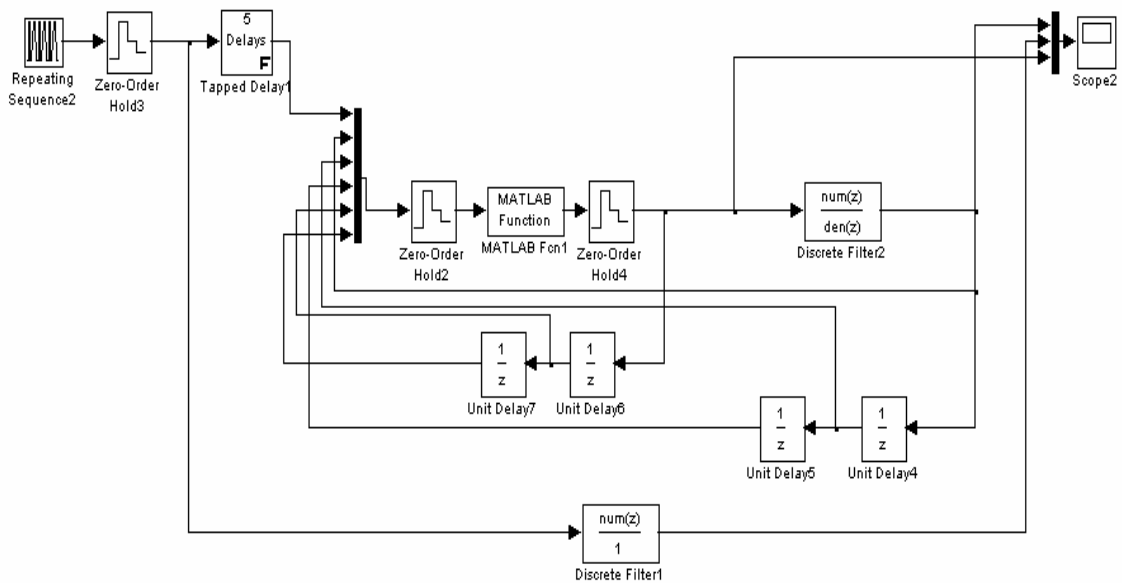 5
Delays
F
Tapped Delay1
Repeating
Sequence2
Zero-Order
Hold3
Scope2
MATLAB
Function
MATLAB Fcn1
Zero-Order
Hold2
Zero-Order
Hold4
num(z)
den(z)
Discrete Filter2
1
z
Unit Delay7
1
z
Unit Delay6
1
z
Unit Delay5
1
z
Unit Delay4
num(z)
1
Discrete Filter1